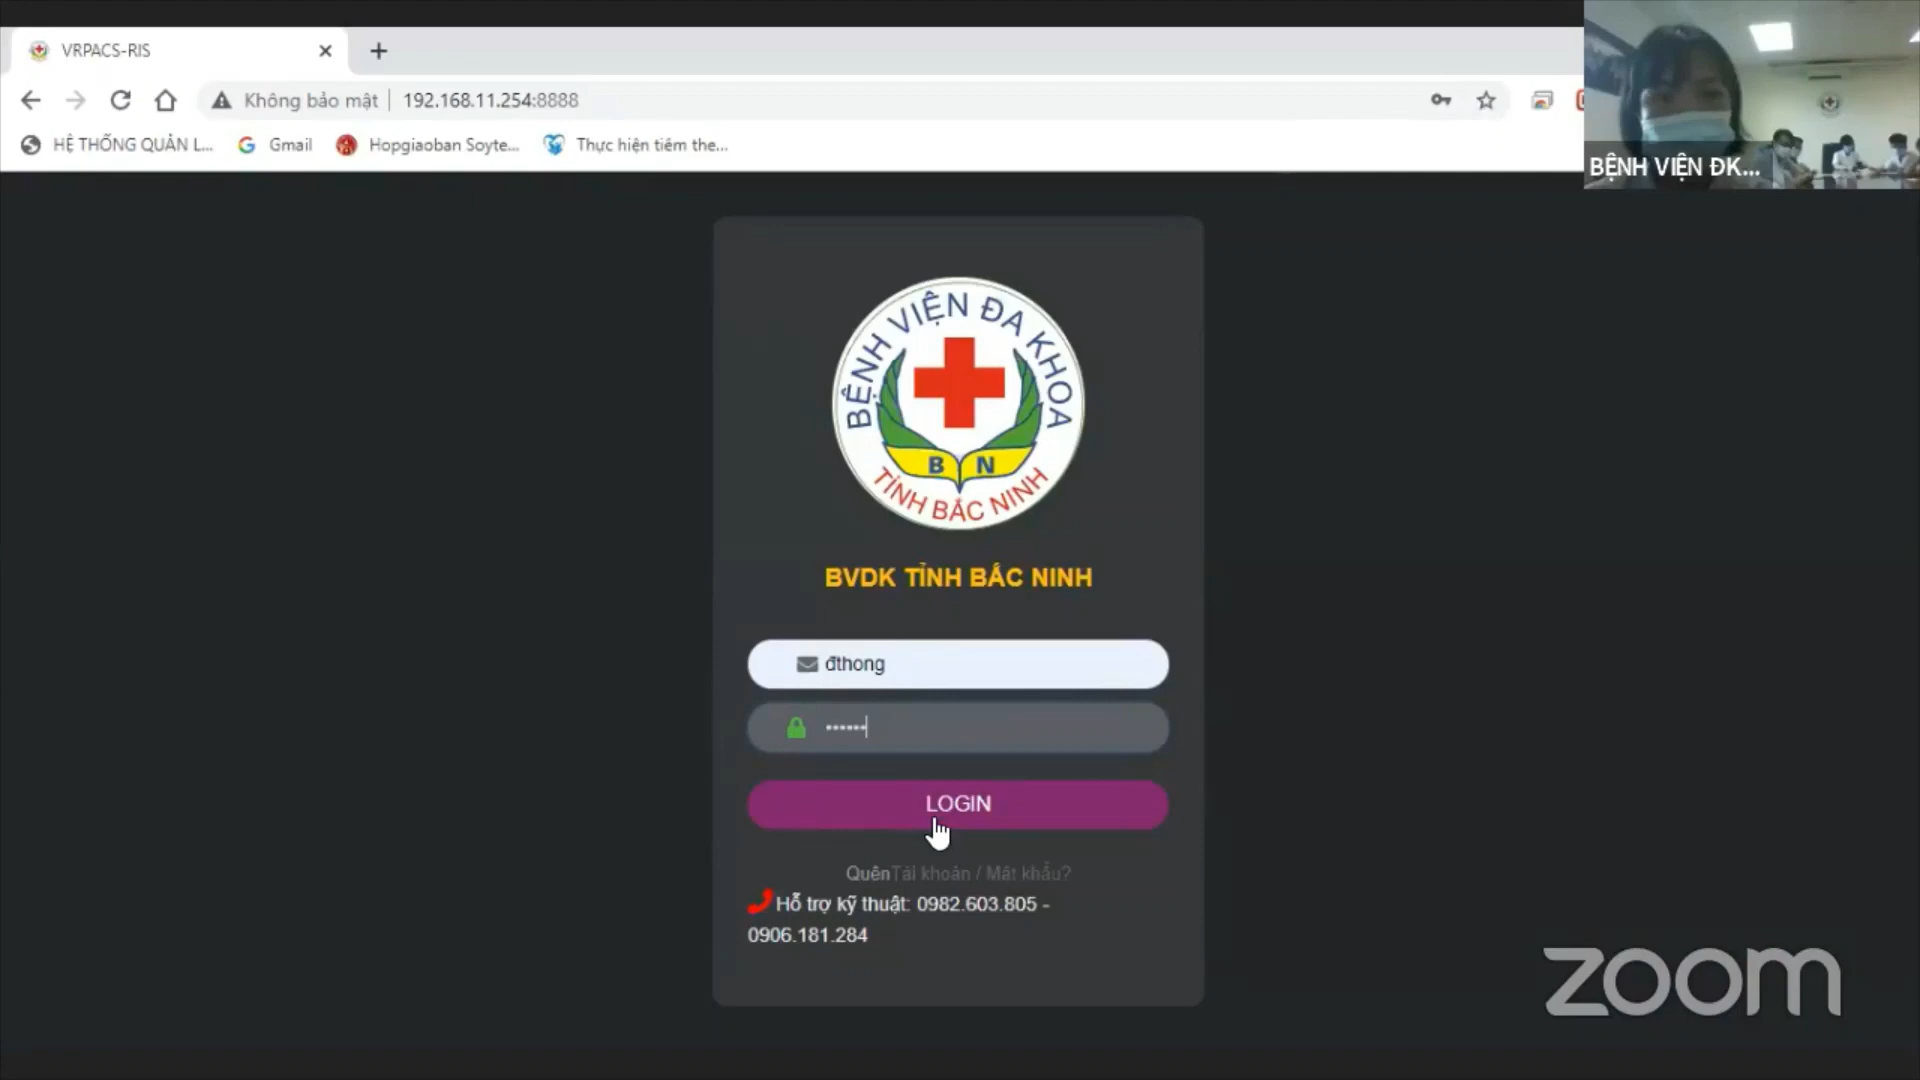 VRPACS-RIS
Không bảo mật 192.168.11.254:8888
HỆ THỐNG QUẢN L... Gmail Hopgiaoban Soyte... Thực hiện tiêm the...
BỆNH VIỆN ĐK...
BỆNH VIỆN ĐA KHOA
B N
TỈNH BẮC NINH
BVDK TỈNH BẮC NINH
đthong
LOGIN
Quên Tài khoản / Mật khẩu?
Hỗ trợ kỹ thuật: 0982.603.805 -
0906.181.284
zoom